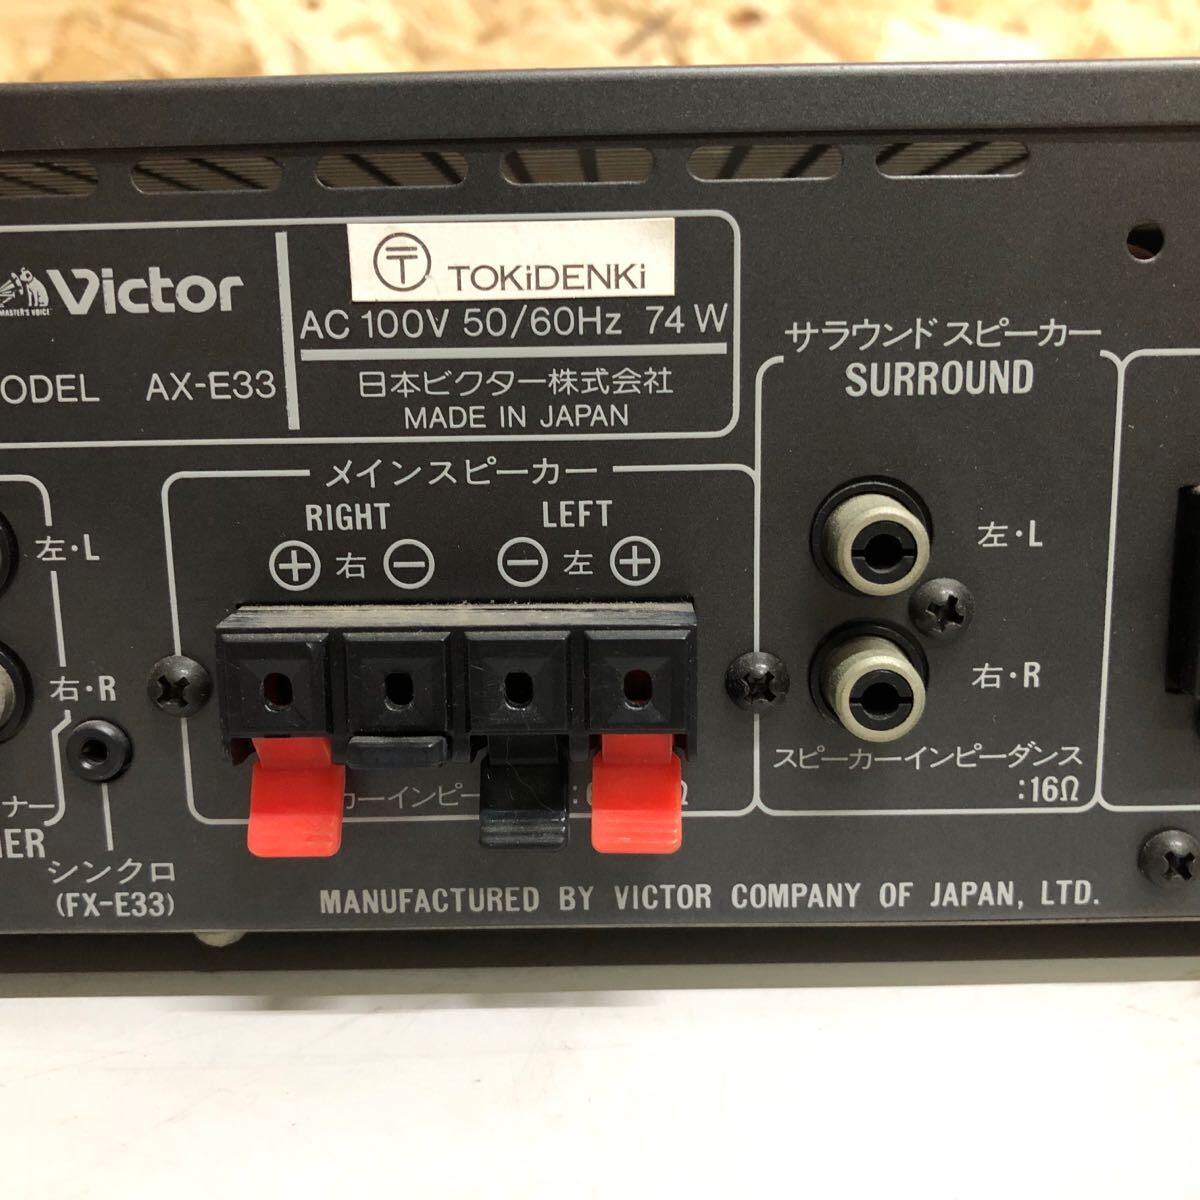 Victor
MASTER'S VOICE
AX-E33
〒 TOKiDENKi
AC 100V 50/60Hz 74 W
日本ビクター株式会社
MADE IN JAPAN
サラウンド スピーカー
SURROUND
左・L
右・R
スピーカーインピーダンス
:16Ω
メインスピーカー
RIGHT LEFT
⊕ 右 ⊖ ⊖ 左 ⊕
左・L
右・R
シンクロ
(FX-E33)
MANUFACTURED BY VICTOR COMPANY OF JAPAN, LTD.